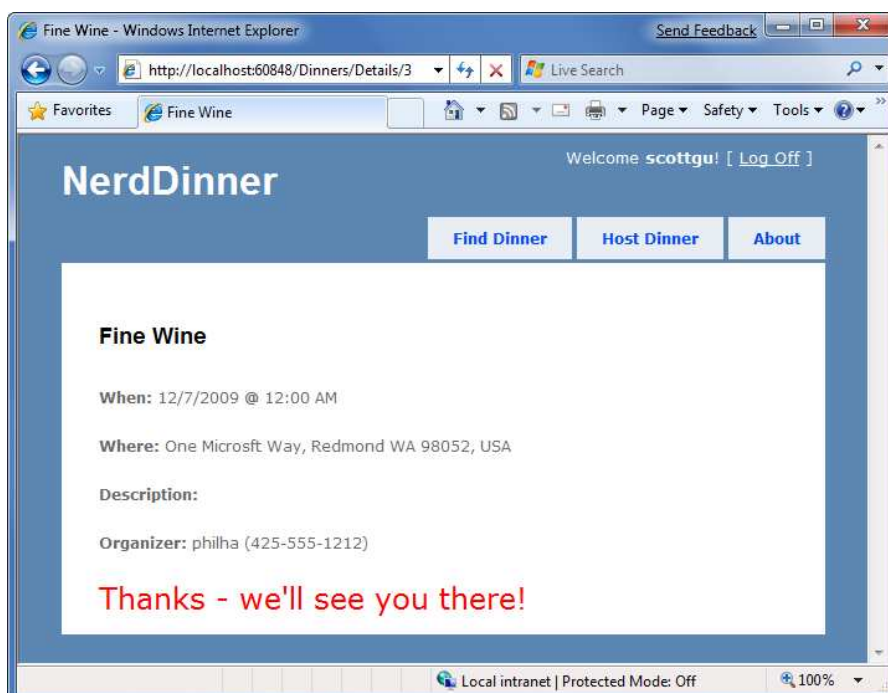 Fine Wine - Windows Internet Explorer
Send Feedback
http://localhost:60848/Dinners/Details/3
Live Search
Favorites
Fine Wine
Page
Safety
Tools
Welcome scottgu! [ Log Off ]
NerdDinner
Find Dinner
Host Dinner
About
Fine Wine
When: 12/7/2009 @ 12:00 AM
Where: One Microsft Way, Redmond WA 98052, USA
Description:
Organizer: philha (425-555-1212)
Thanks - we'll see you there!
Local intranet | Protected Mode: Off
100%